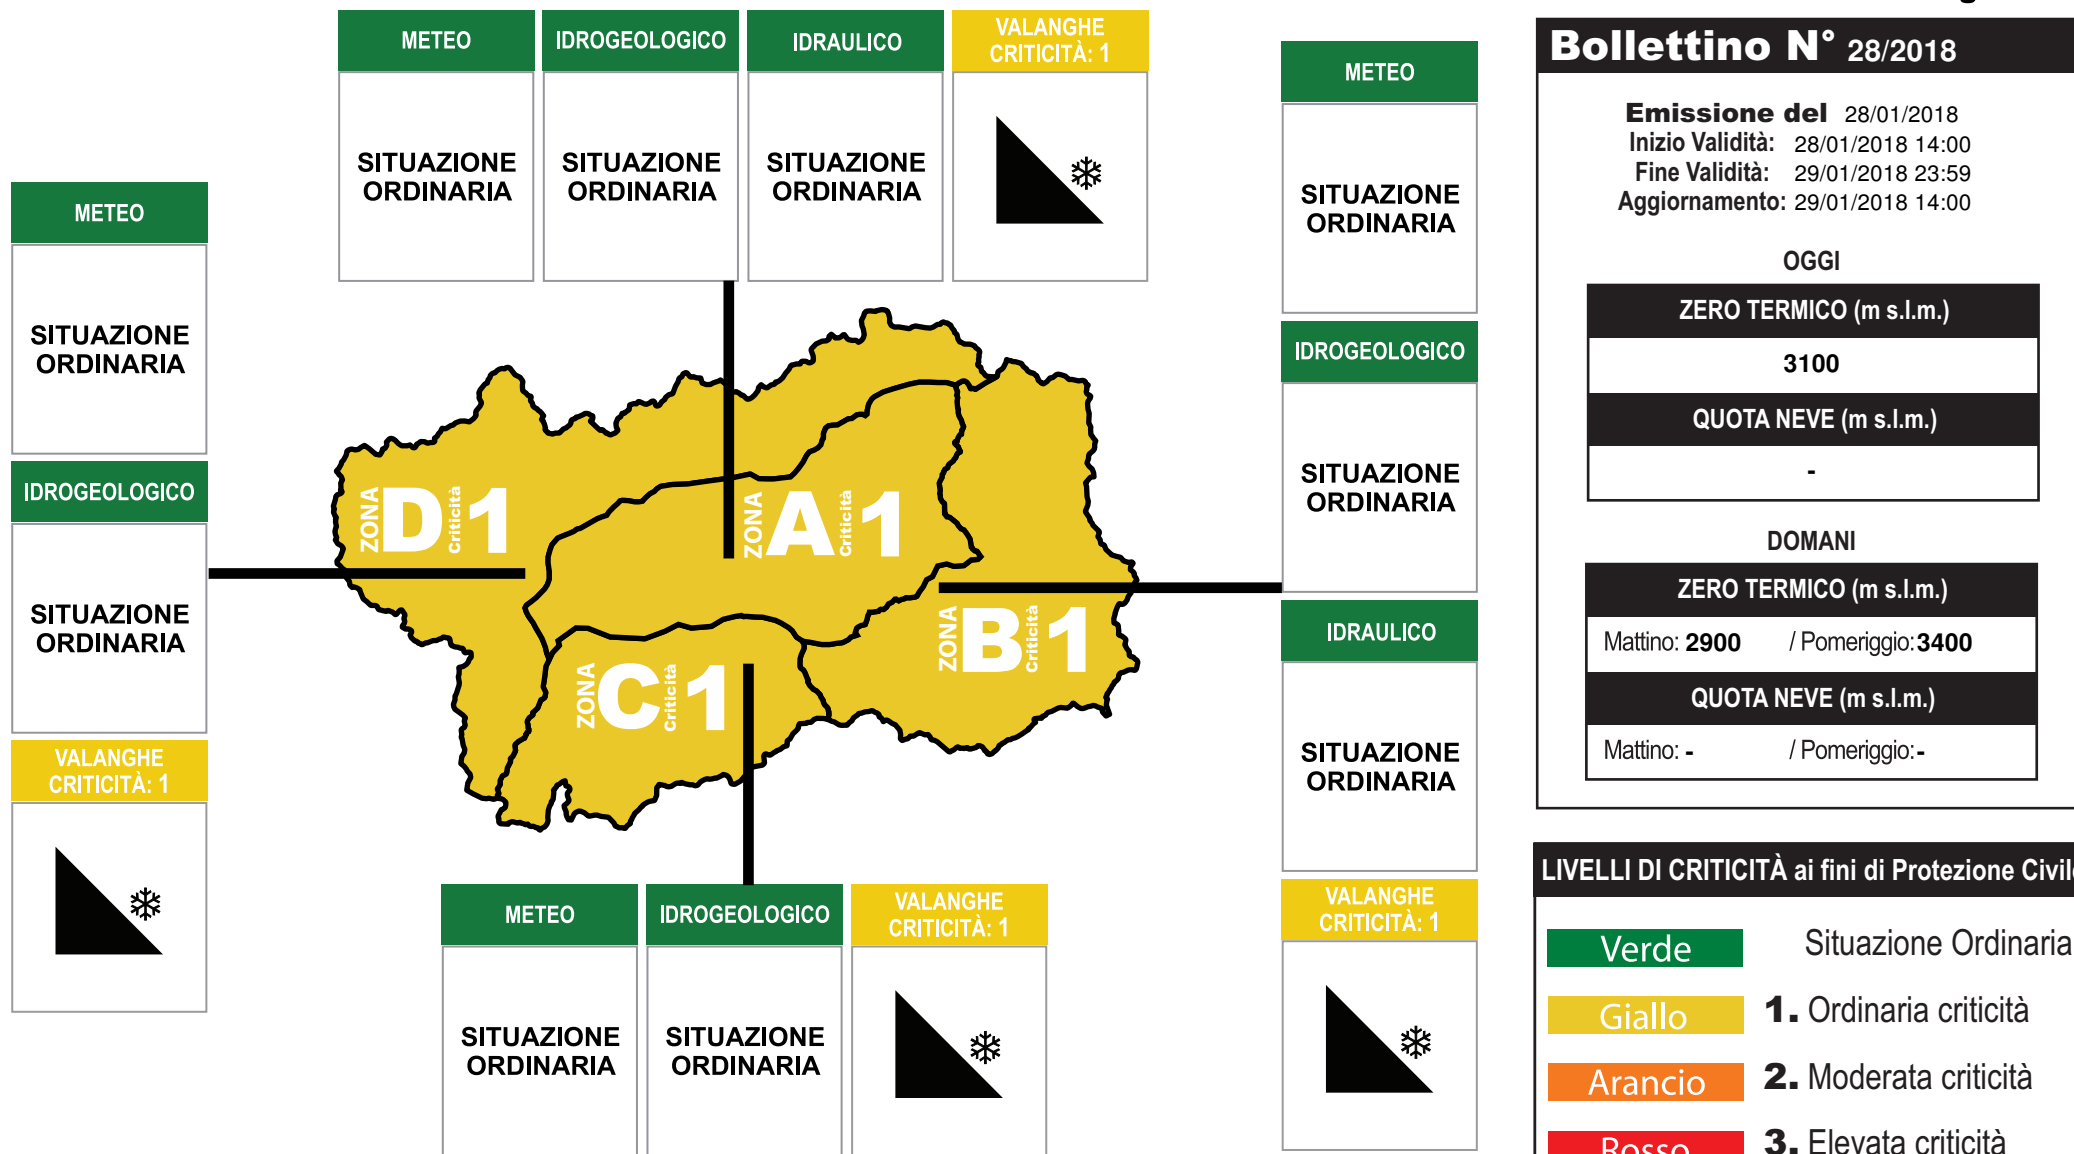 METEO
SITUAZIONE
ORDINARIA
IDROGEOLOGICO
SITUAZIONE
ORDINARIA
IDRAULICO
SITUAZIONE
ORDINARIA
VALANGHE
CRITICITÀ: 1
METEO
SITUAZIONE
ORDINARIA
IDROGEOLOGICO
SITUAZIONE
ORDINARIA
VALANGHE
CRITICITÀ: 1
ZONA D Criticità 1
ZONA A Criticità 1
ZONA B Criticità 1
ZONA C Criticità 1
METEO
SITUAZIONE
ORDINARIA
IDROGEOLOGICO
SITUAZIONE
ORDINARIA
VALANGHE
CRITICITÀ: 1
METEO
SITUAZIONE
ORDINARIA
IDROGEOLOGICO
SITUAZIONE
ORDINARIA
IDRAULICO
SITUAZIONE
ORDINARIA
VALANGHE
CRITICITÀ: 1
Bollettino N° 28/2018
Emissione del 28/01/2018
Inizio Validità: 28/01/2018 14:00
Fine Validità: 29/01/2018 23:59
Aggiornamento: 29/01/2018 14:00
OGGI
ZERO TERMICO (m s.l.m.)
3100
QUOTA NEVE (m s.l.m.)
-
DOMANI
ZERO TERMICO (m s.l.m.)
Mattino: 2900 / Pomeriggio: 3400
QUOTA NEVE (m s.l.m.)
Mattino: - / Pomeriggio: -
LIVELLI DI CRITICITÀ ai fini di Protezione Civile
Verde Situazione Ordinaria
Giallo 1. Ordinaria criticità
Arancio 2. Moderata criticità
Rosso 3. Elevata criticità